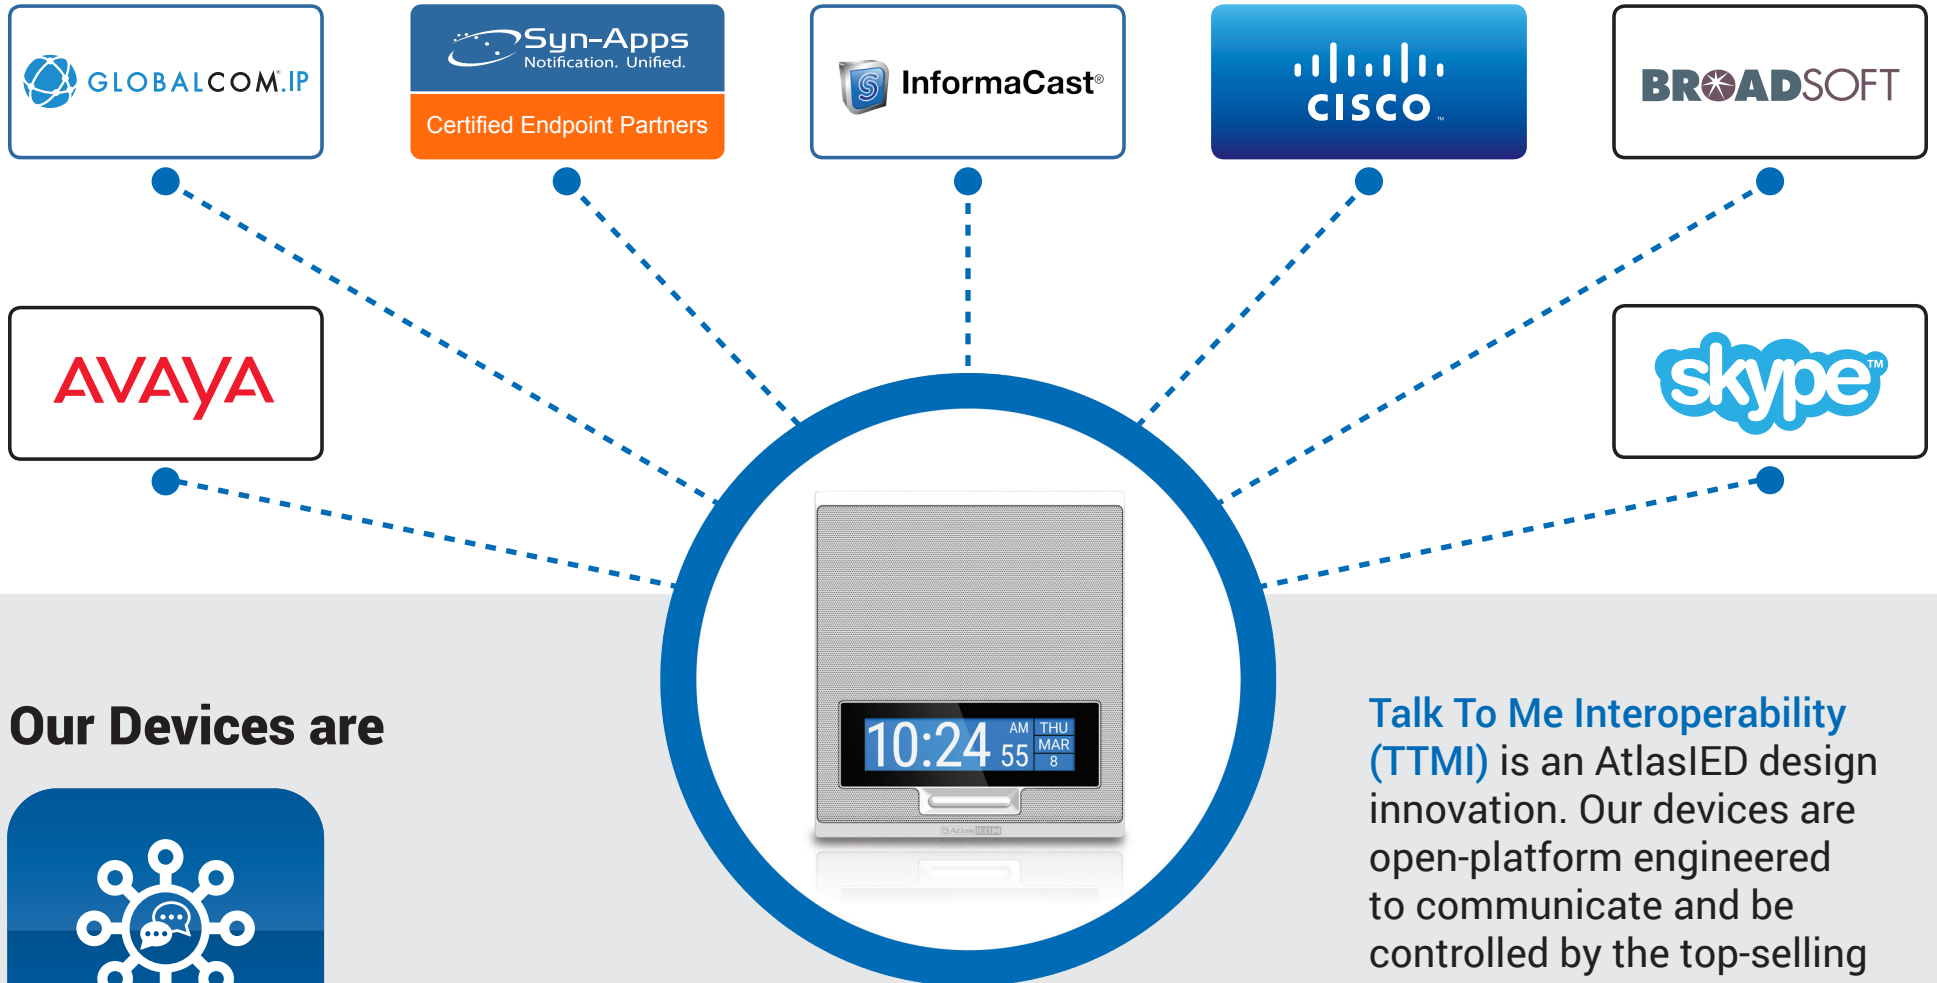 GLOBALCOM.IP
Syn-Apps
Notification. Unified.
Certified Endpoint Partners
InformaCast®
CISCO™
BROADSOFT
AVAYA
skype™
10:24 55 AM THU MAR 8
AtlasIED
Our Devices are
Talk To Me Interoperability
(TTMI) is an AtlasIED design
innovation. Our devices are
open-platform engineered
to communicate and be
controlled by the top-selling